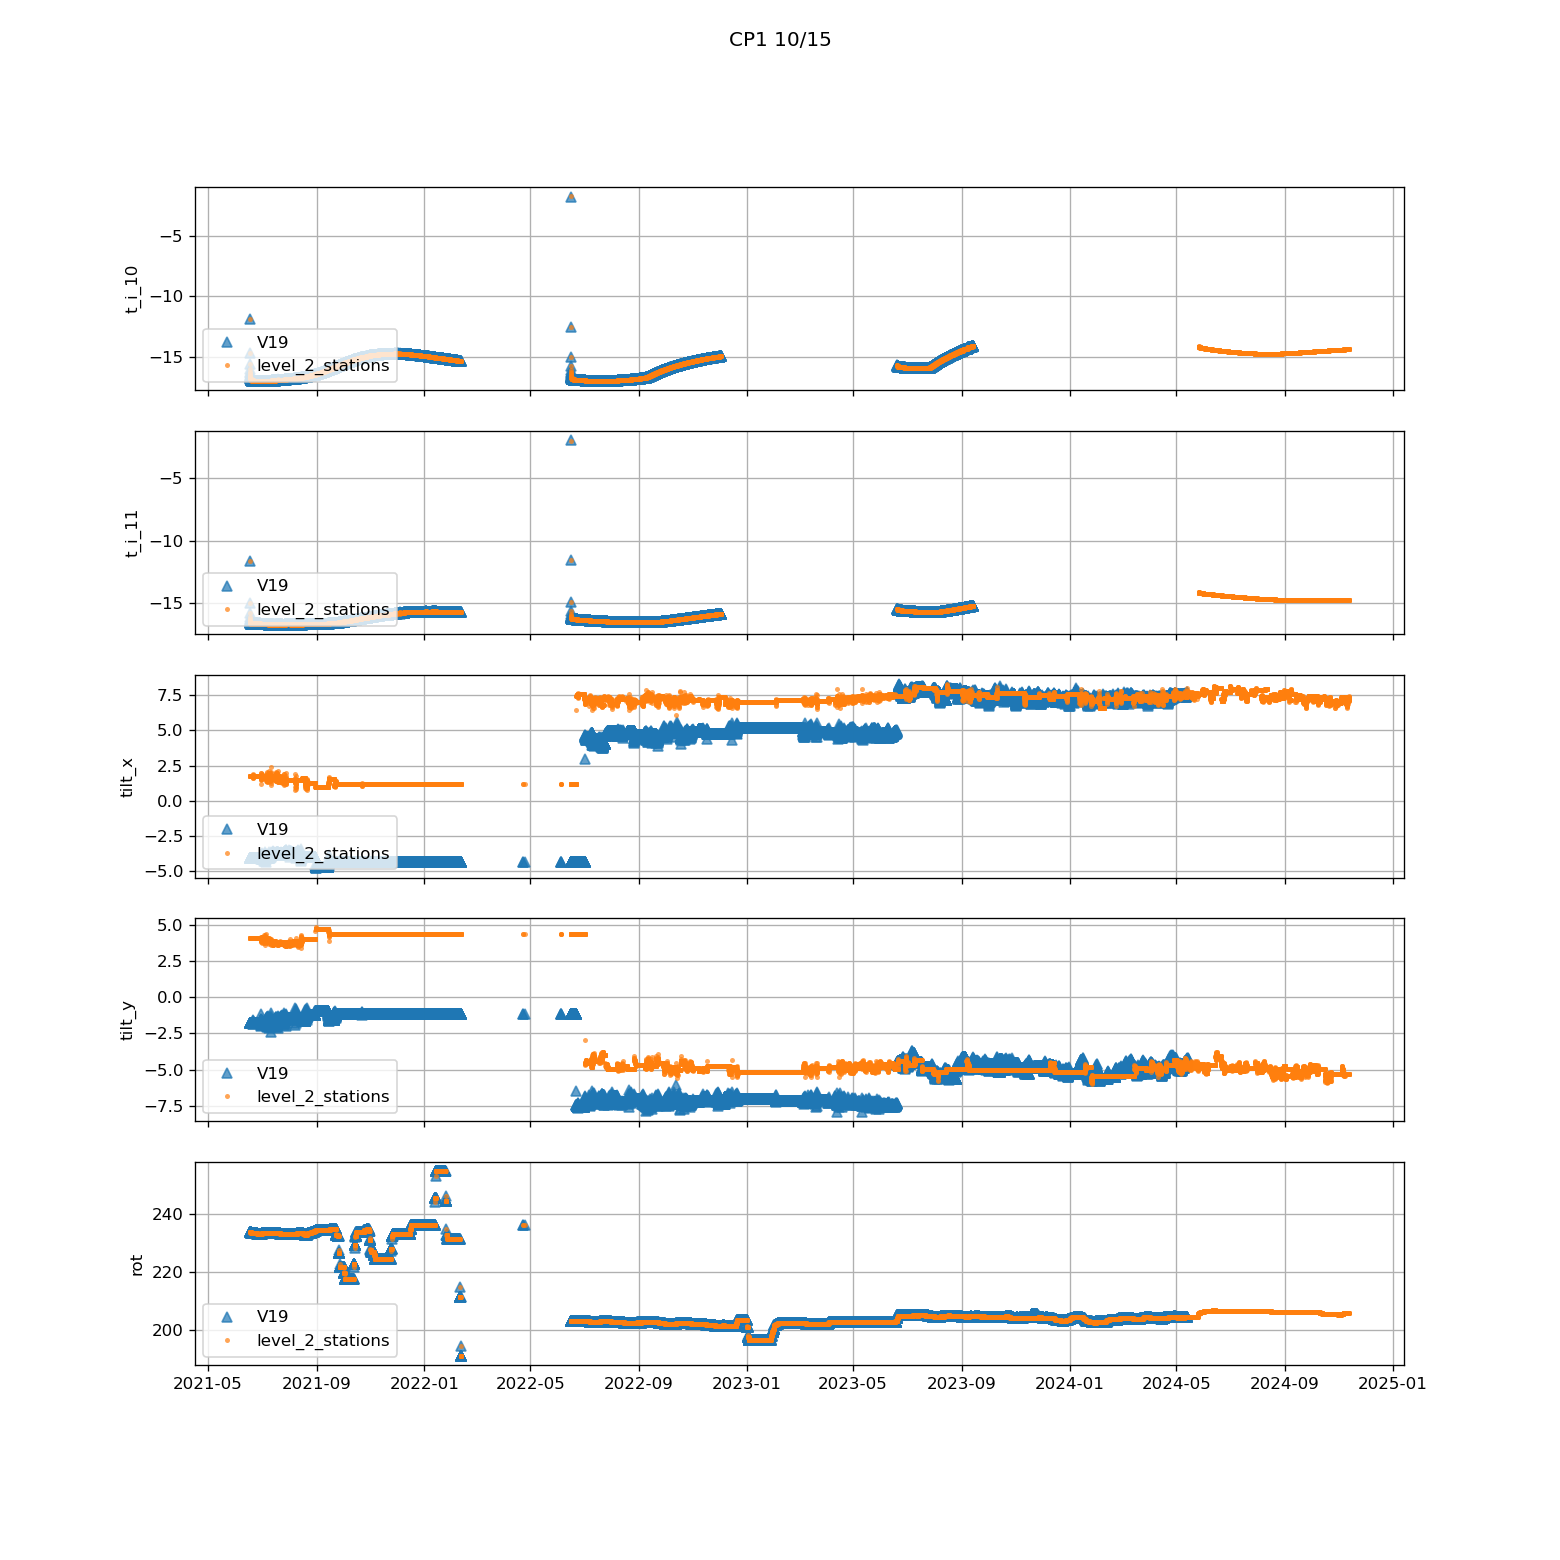 CP1 10/15
t_i_10
−5
−10
−15
V19
level_2_stations
t_i_11
−5
−10
−15
V19
level_2_stations
tilt_x
7.5
5.0
2.5
0.0
−2.5
−5.0
V19
level_2_stations
tilt_y
5.0
2.5
0.0
−2.5
−5.0
−7.5
V19
level_2_stations
rot
240
220
200
V19
level_2_stations
2021-05 2021-09 2022-01 2022-05 2022-09 2023-01 2023-05 2023-09 2024-01 2024-05 2024-09 2025-01